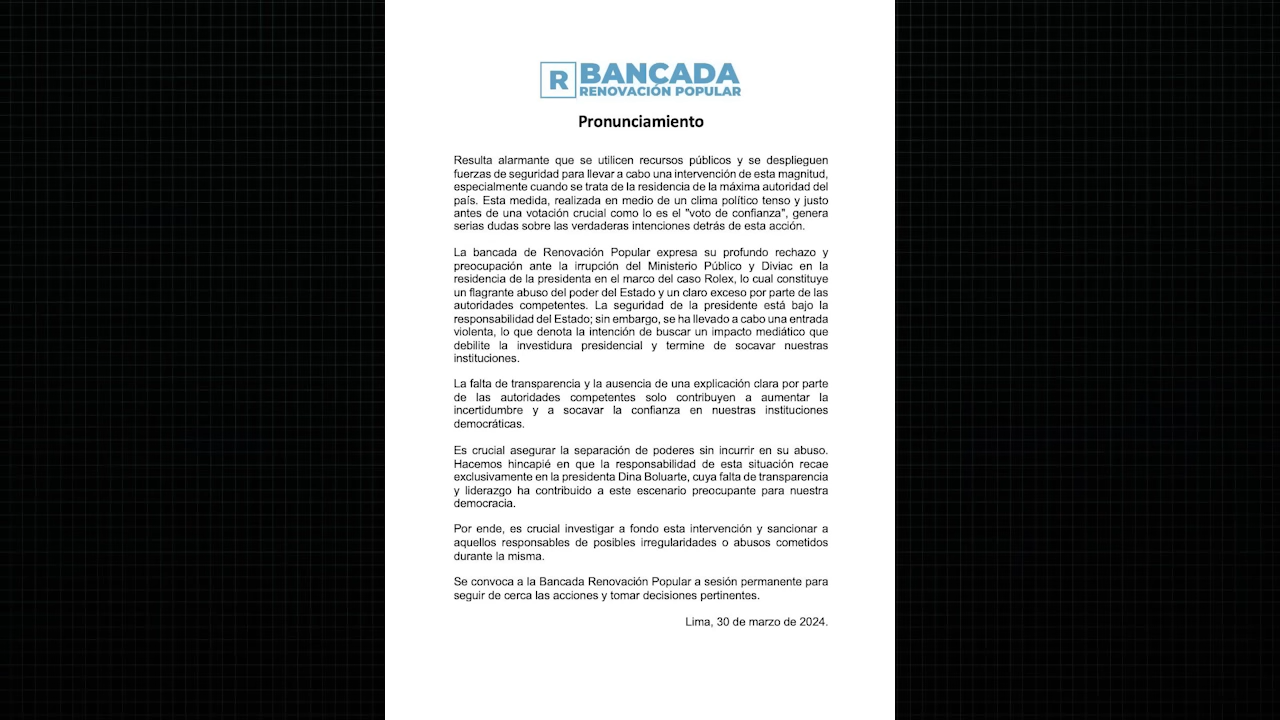 R BANCADA
RENOVACIÓN POPULAR
Pronunciamiento
Resulta alarmante que se utilicen recursos públicos y se desplieguen
fuerzas de seguridad para llevar a cabo una intervención de esta magnitud,
especialmente cuando se trata de la residencia de la máxima autoridad del
país. Esta medida, realizada en medio de un clima político tenso y justo
antes de una votación crucial como lo es el "voto de confianza", genera
serias dudas sobre las verdaderas intenciones detrás de esta acción.
La bancada de Renovación Popular expresa su profundo rechazo y
preocupación ante la irrupción del Ministerio Público y Diviac en la
residencia de la presidenta en el marco del caso Rolex, lo cual constituye
un flagrante abuso del poder del Estado y un claro exceso por parte de las
autoridades competentes. La seguridad de la presidente está bajo la
responsabilidad del Estado; sin embargo, se ha llevado a cabo una entrada
violenta, lo que denota la intención de buscar un impacto mediático que
debilite la investidura presidencial y termine de socavar nuestras
instituciones.
La falta de transparencia y la ausencia de una explicación clara por parte
de las autoridades competentes solo contribuyen a aumentar la
incertidumbre y a socavar la confianza en nuestras instituciones
democráticas.
Es crucial asegurar la separación de poderes sin incurrir en su abuso.
Hacemos hincapié en que la responsabilidad de esta situación recae
exclusivamente en la presidenta Dina Boluarte, cuya falta de transparencia
y liderazgo ha contribuido a este escenario preocupante para nuestra
democracia.
Por ende, es crucial investigar a fondo esta intervención y sancionar a
aquellos responsables de posibles irregularidades o abusos cometidos
durante la misma.
Se convoca a la Bancada Renovación Popular a sesión permanente para
seguir de cerca las acciones y tomar decisiones pertinentes.
Lima, 30 de marzo de 2024.